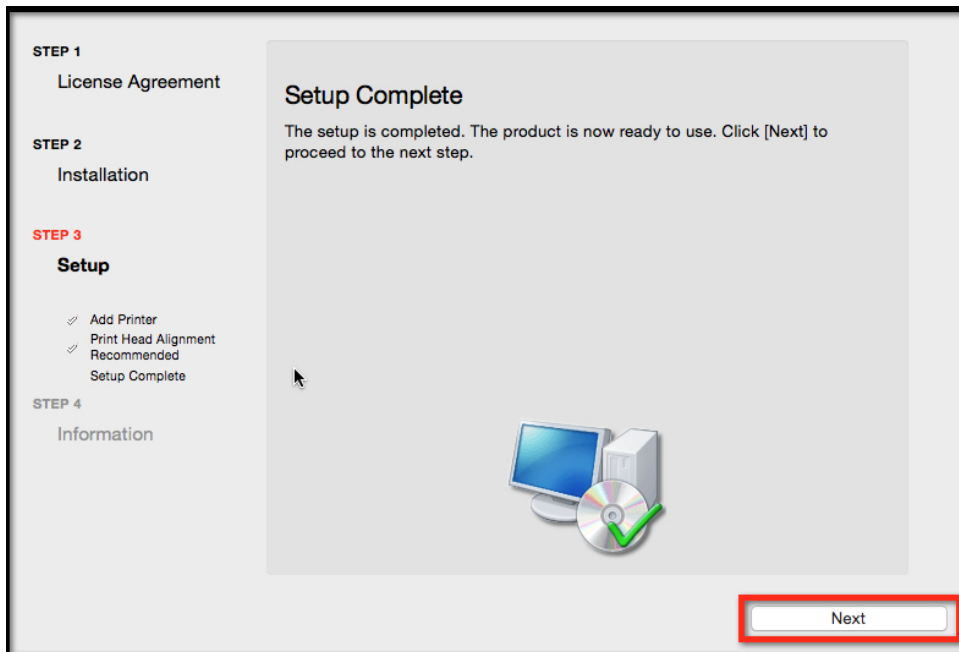 STEP 1
License Agreement
STEP 2
Installation
STEP 3
Setup
Add Printer
Print Head Alignment
Recommended
Setup Complete
STEP 4
Information
Setup Complete
The setup is completed. The product is now ready to use. Click [Next] to
proceed to the next step.
Next